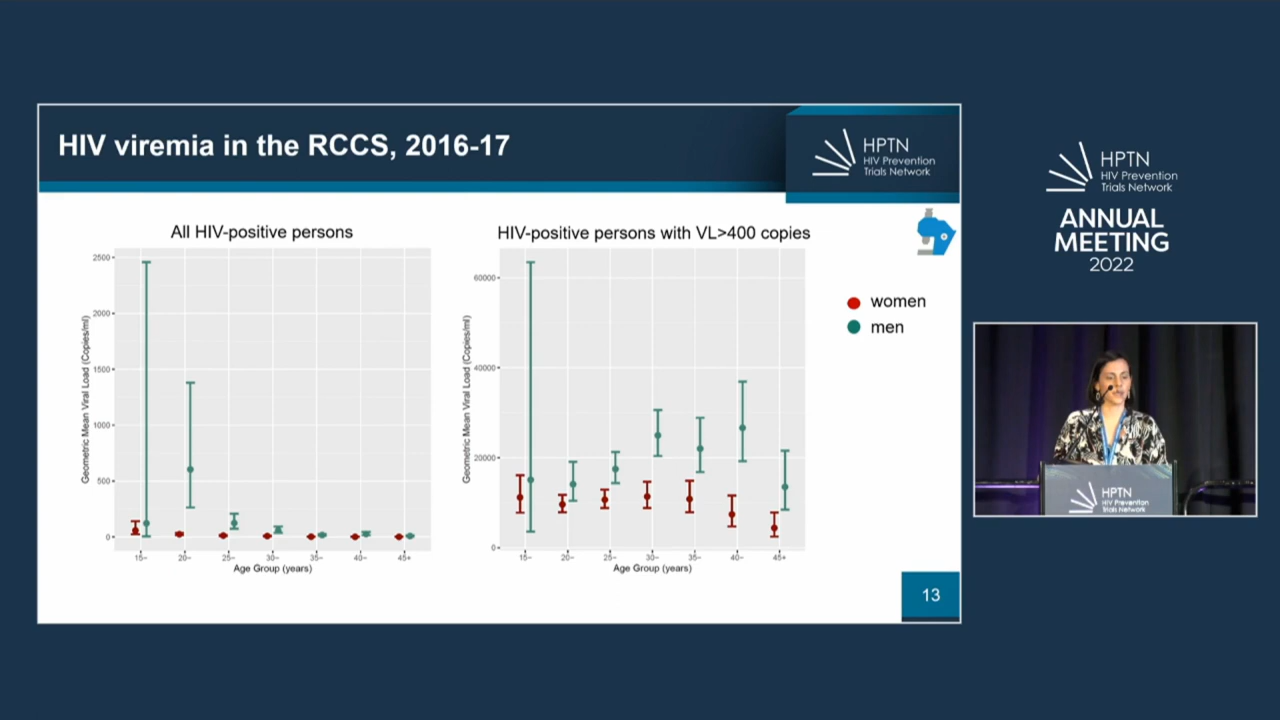 HIV viremia in the RCCS, 2016-17
HPTN
HIV Prevention
Trials Network
All HIV-positive persons
Geometric Mean Viral Load (Copies/ml)
2500
2000
1500
1000
500
0
15–
20–
25–
30–
35–
40–
45+
Age Group (years)
HIV-positive persons with VL>400 copies
Geometric Mean Viral Load (Copies/ml)
60000
40000
20000
0
15–
20–
25–
30–
35–
40–
45+
Age Group (years)
women
men
13
HPTN
HIV Prevention
Trials Network
ANNUAL
MEETING
2022
HPTN
HIV Prevention
Trials Network